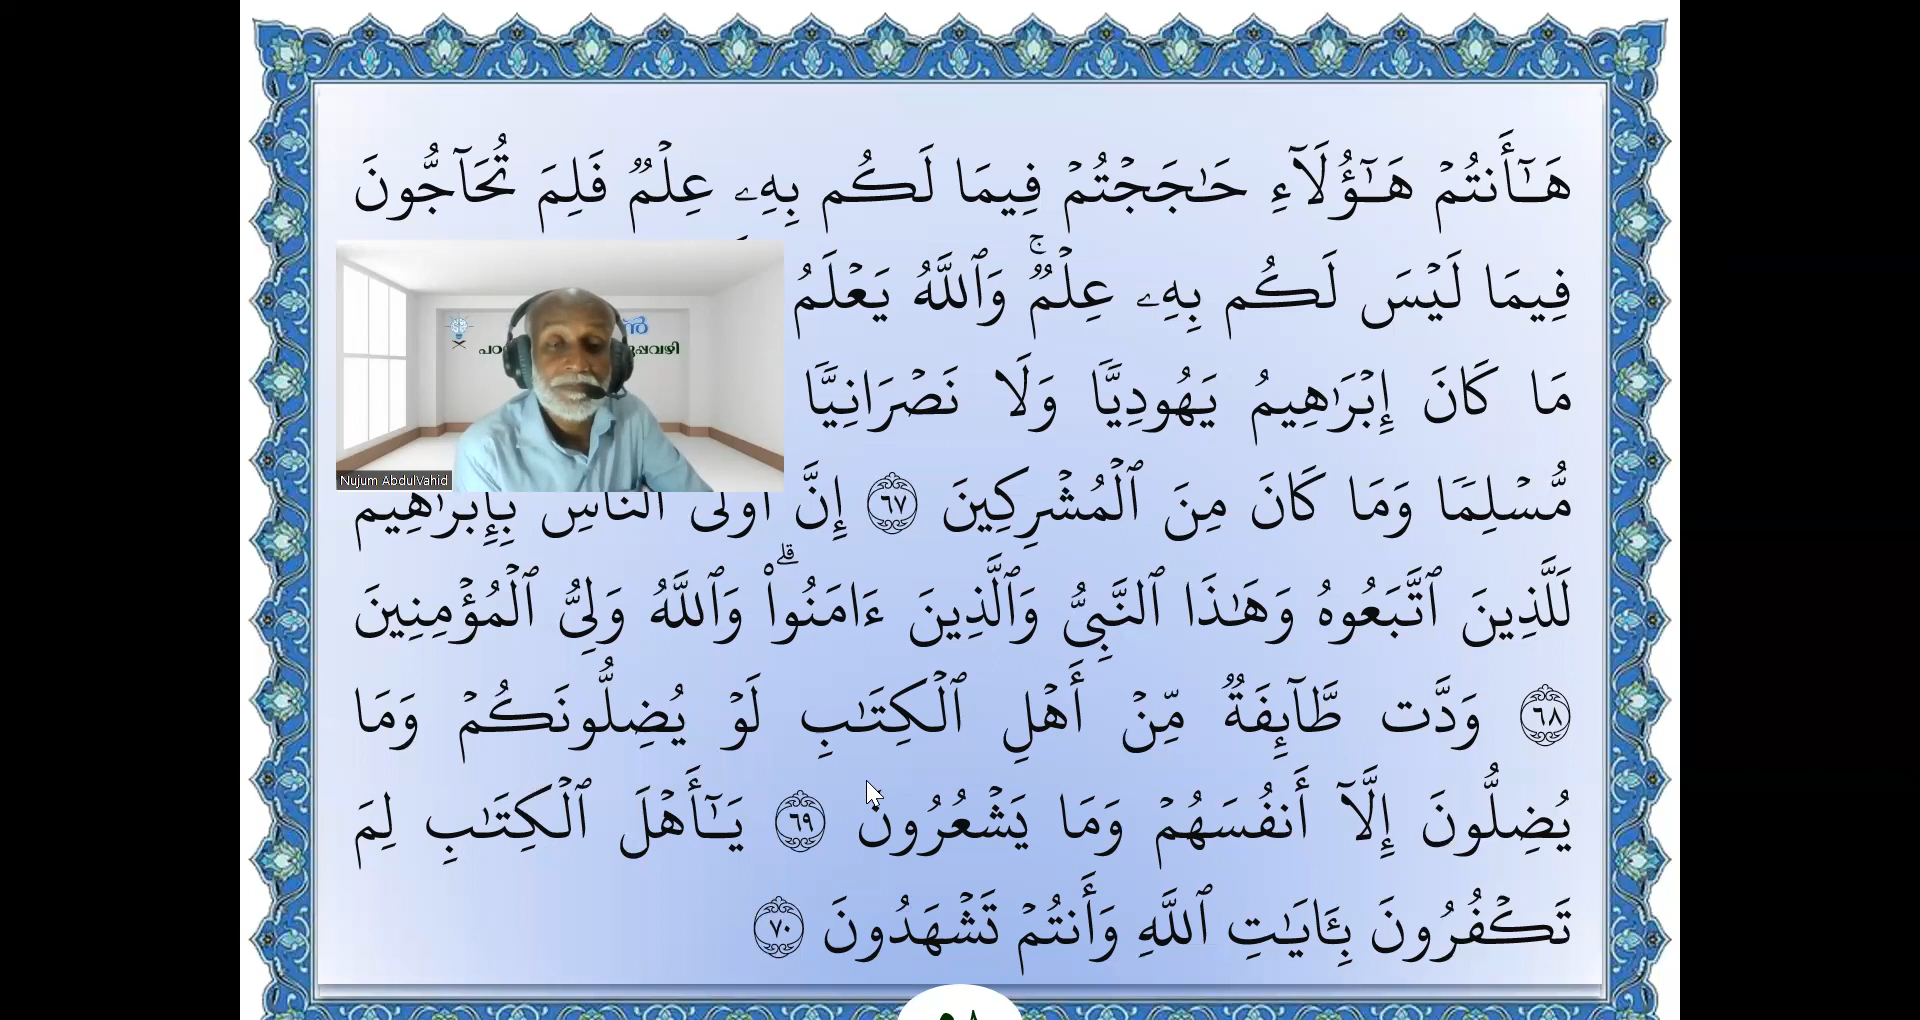 هَـٰٓأَنتُمۡ هَـٰٓؤُلَآءِ حَـٰجَجۡتُمۡ فِيمَا لَكُم بِهِۦ عِلۡمٞ فَلِمَ تُحَآجُّونَ
فِيمَا لَيۡسَ لَكُم بِهِۦ عِلۡمٞۚ وَٱللَّهُ يَعۡلَمُ
مَا كَانَ إِبۡرَٰهِيمُ يَهُودِيّٗا وَلَا نَصۡرَانِيّٗا
مُّسۡلِمٗا وَمَا كَانَ مِنَ ٱلۡمُشۡرِكِينَ ٦٧ إِنَّ أَوۡلَى ٱلنَّاسِ بِإِبۡرَٰهِيمَ
لَلَّذِينَ ٱتَّبَعُوهُ وَهَٰذَا ٱلنَّبِيُّ وَٱلَّذِينَ ءَامَنُواْۗ وَٱللَّهُ وَلِيُّ ٱلۡمُؤۡمِنِينَ
٦٨ وَدَّت طَّآئِفَةٞ مِّنۡ أَهۡلِ ٱلۡكِتَٰبِ لَوۡ يُضِلُّونَكُمۡ وَمَا
يُضِلُّونَ إِلَّآ أَنفُسَهُمۡ وَمَا يَشۡعُرُونَ ٦٩ يَـٰٓأَهۡلَ ٱلۡكِتَٰبِ لِمَ
تَكۡفُرُونَ بِـَٔايَٰتِ ٱللَّهِ وَأَنتُمۡ تَشۡهَدُونَ ٧٠
Nujum AbdulVahid